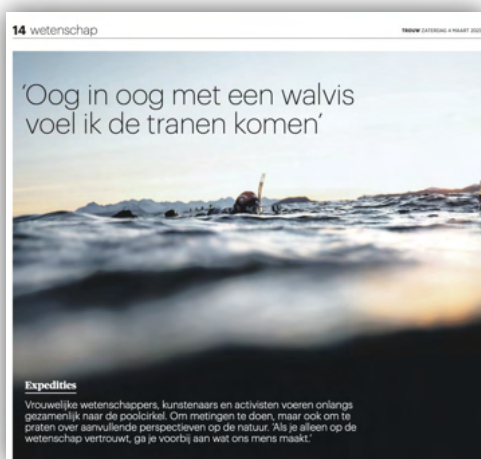 14 wetenschap
TROUW ZATERDAG 4 MAART 2023
‘Oog in oog met een walvis
voel ik de tranen komen’
Expedities
Vrouwelijke wetenschappers, kunstenaars en activisten voeren onlangs
gezamenlijk naar de poolcirkel. Om metingen te doen, maar ook om te
praten over aanvullende perspectieven op de natuur. ‘Als je alleen op de
wetenschap vertrouwt, ga je voorbij aan wat ons mens maakt.’